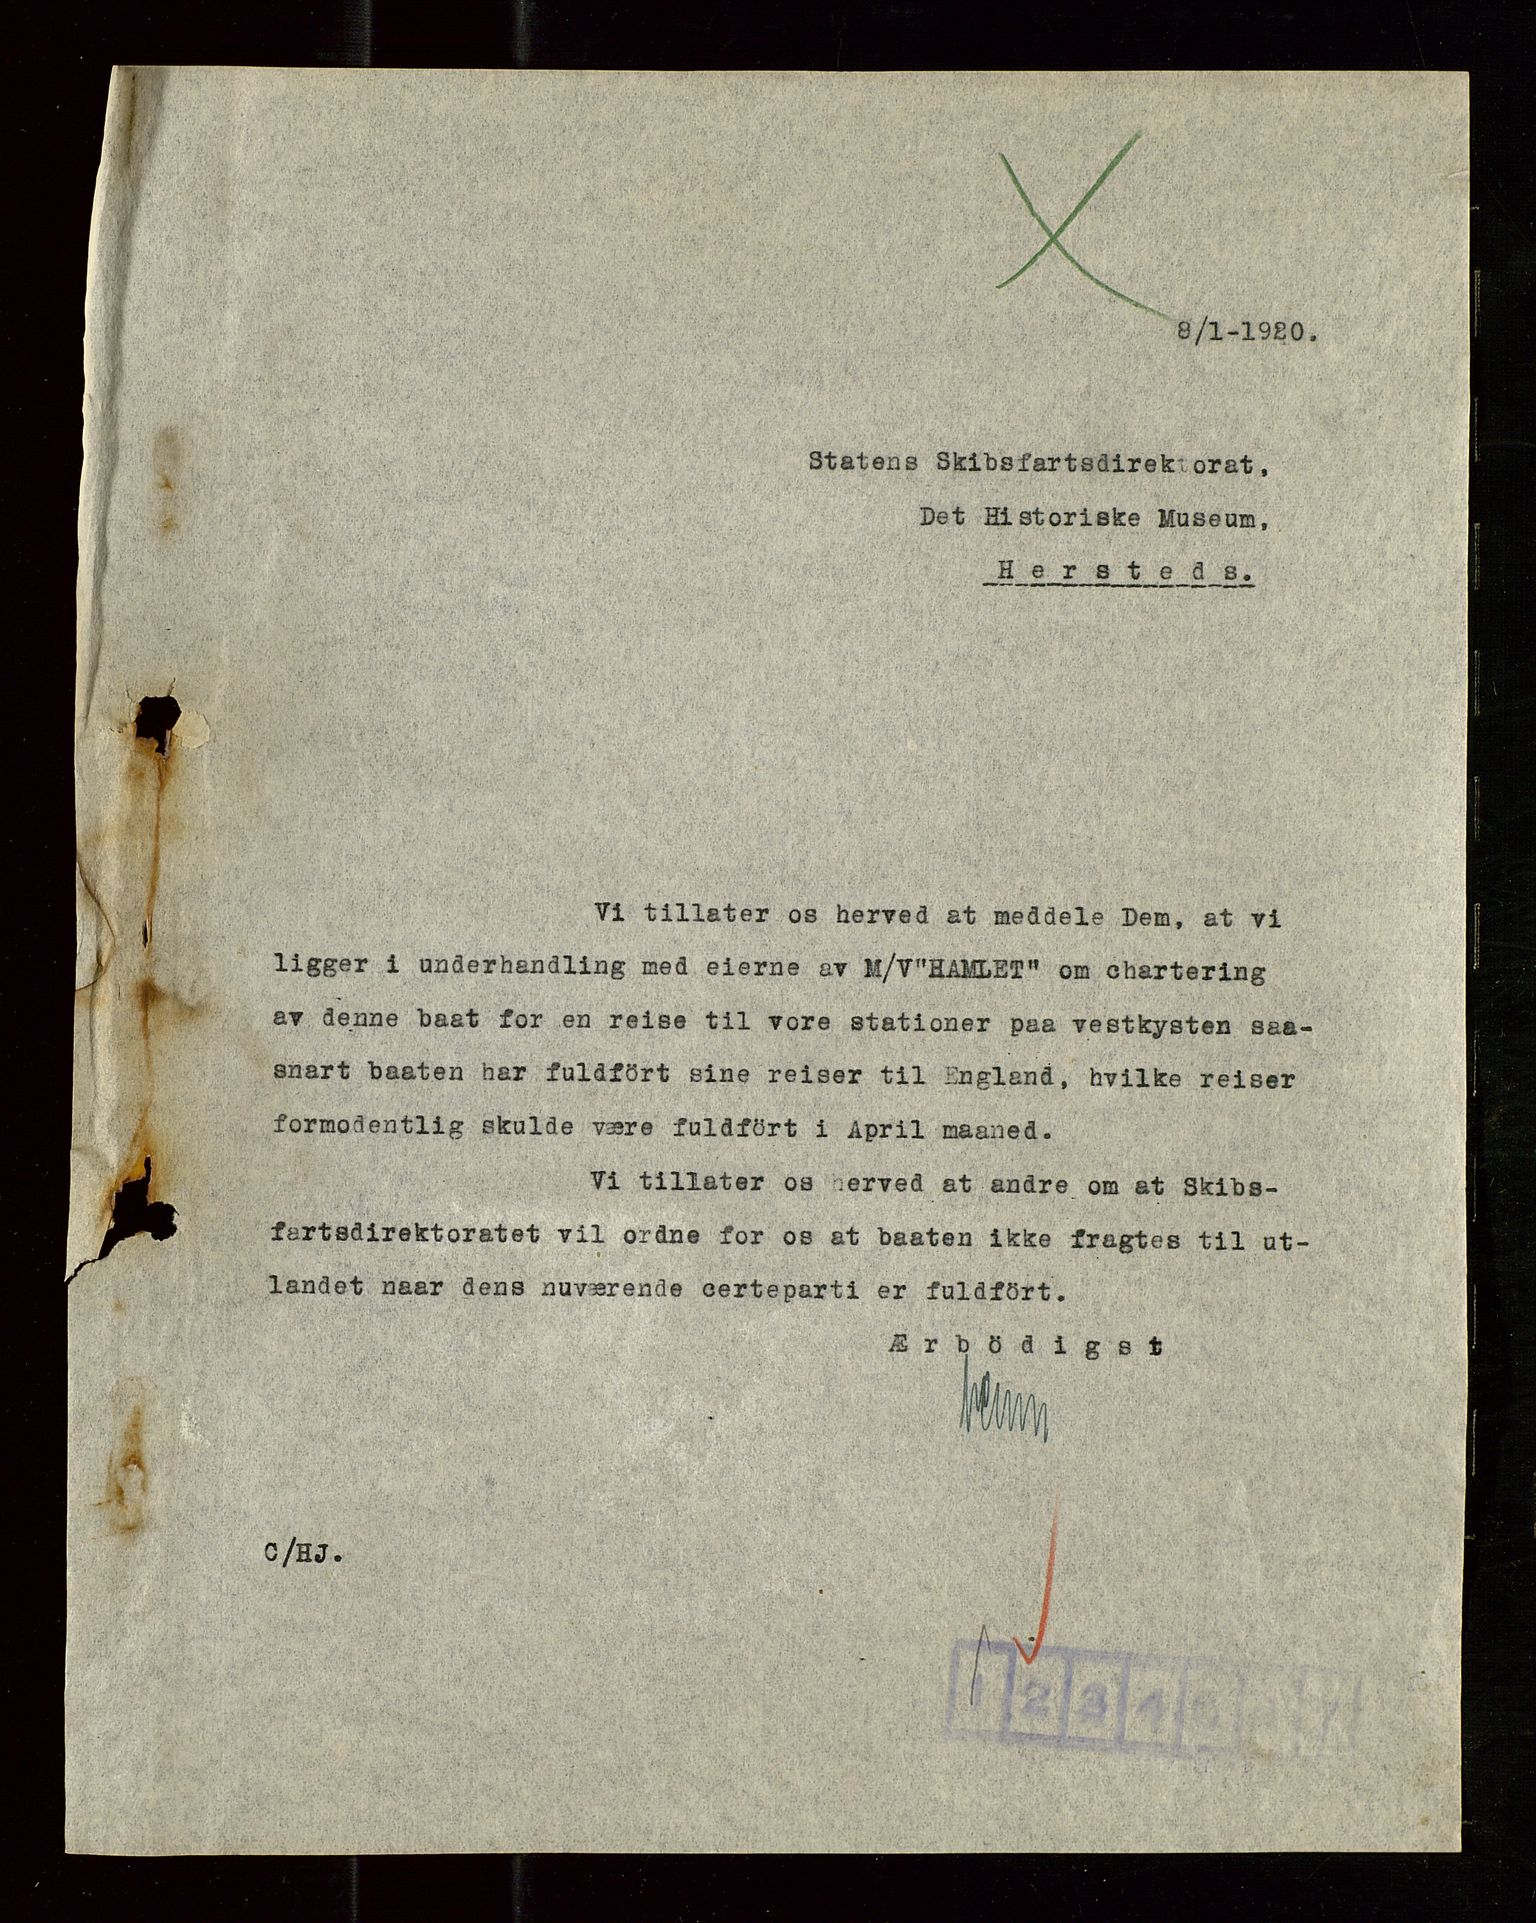 8/1-1920.
Statens Skibsfartsdirektorat,
Det Historiske Museum,
H e r s t e d s.
Vi tillater os herved at meddele Dem, at vi
ligger i underhandling med eierne av M/V"HAMLET" om chartering
av denne baat for en reise til vore stationer paa vestkysten saa-
snart baaten har fuldfört sine reiser til England, hvilke reiser
formodentlig skulde være fuldfört i April maaned.
Vi tillater os herved at andre om at Skibs-
fartsdirektoratet vil ordne for os at baaten ikke fragtes til ut-
landet naar dens nuværende certeparti er fuldfört.
Æ r b ö d i g s t
C/HJ.
1 2 3 4